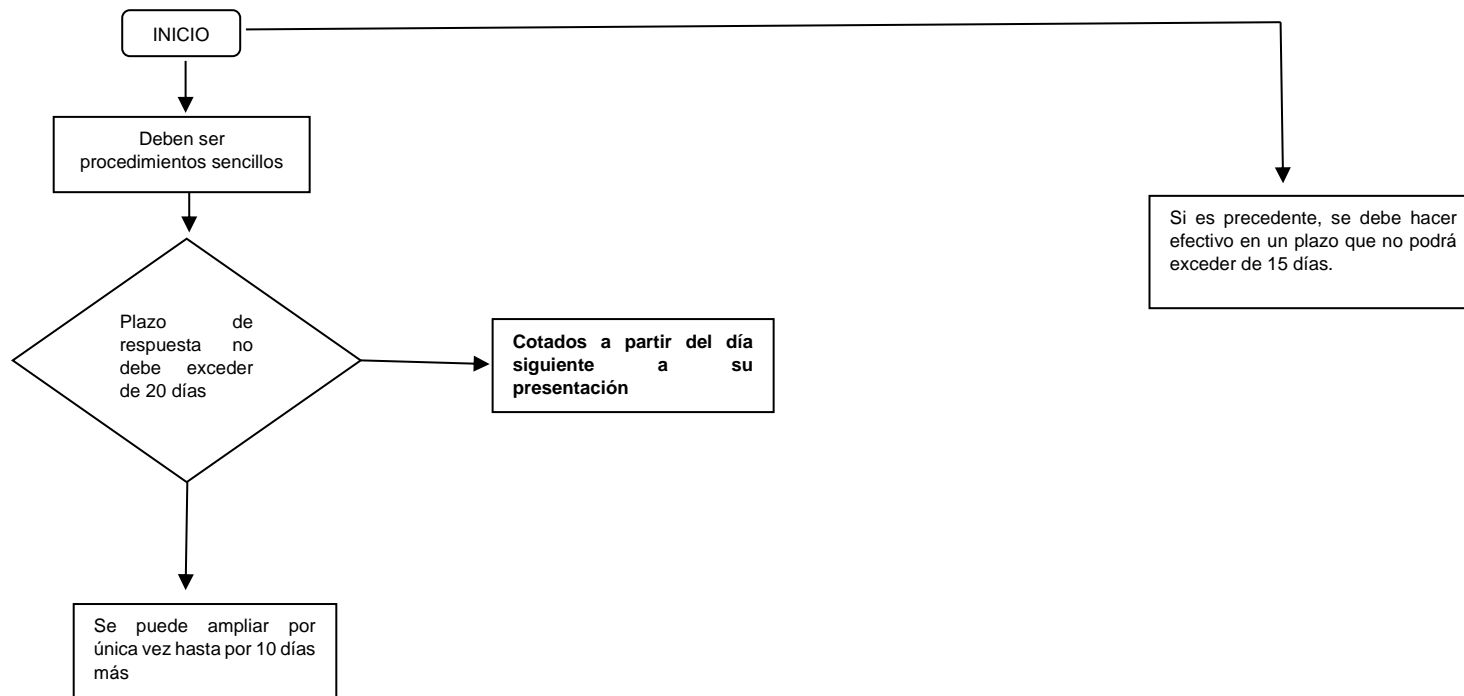 INICIO
Deben ser
procedimientos sencillos
Si es precedente, se debe hacer
efectivo en un plazo que no podrá
exceder de 15 días.
Plazo de
respuesta no
debe exceder
de 20 días
Cotados a partir del día
siguiente a su
presentación
Se puede ampliar por
única vez hasta por 10 días
más